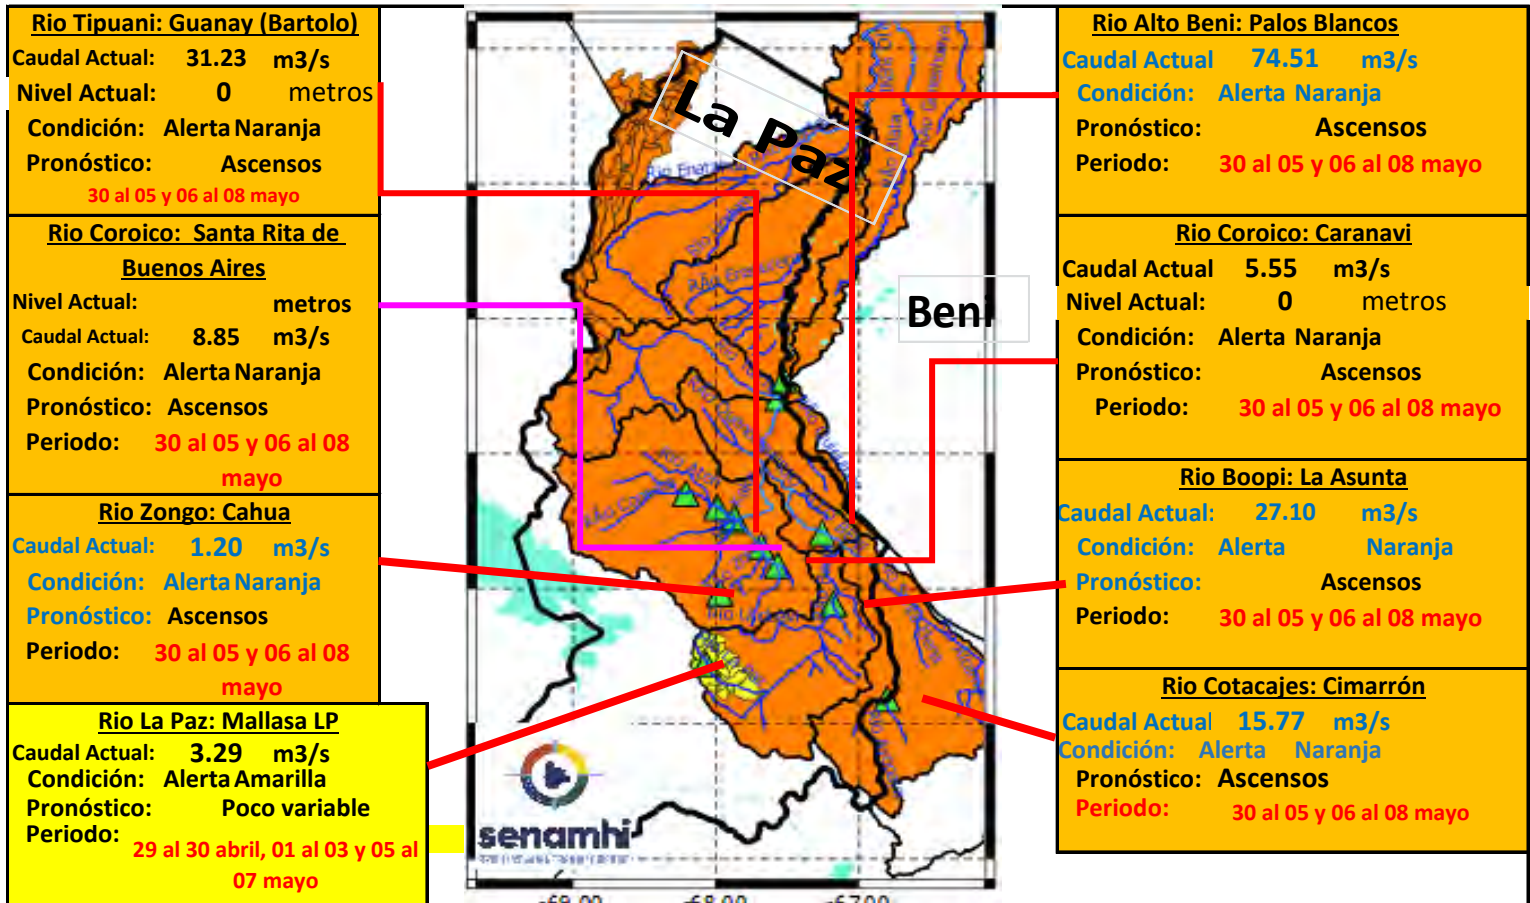 Rio Tipuani: Guanay (Bartolo)
Caudal Actual: 31.23 m3/s
Nivel Actual: 0 metros
Condición: Alerta Naranja
Pronóstico: Ascensos
30 al 05 y 06 al 08 mayo
Rio Coroico: Santa Rita de
Buenos Aires
Nivel Actual: metros
Caudal Actual: 8.85 m3/s
Condición: Alerta Naranja
Pronóstico: Ascensos
Periodo: 30 al 05 y 06 al 08
mayo
Rio Zongo: Cahua
Caudal Actual: 1.20 m3/s
Condición: Alerta Naranja
Pronóstico: Ascensos
Periodo: 30 al 05 y 06 al 08
mayo
Rio La Paz: Mallasa LP
Caudal Actual: 3.29 m3/s
Condición: Alerta Amarilla
Pronóstico: Poco variable
Periodo:
29 al 30 abril, 01 al 03 y 05 al
07 mayo
La Paz
Beni
senamhi
-69.00 -68.00 -67.00
Rio Alto Beni: Palos Blancos
Caudal Actual 74.51 m3/s
Condición: Alerta Naranja
Pronóstico: Ascensos
Periodo: 30 al 05 y 06 al 08 mayo
Rio Coroico: Caranavi
Caudal Actual 5.55 m3/s
Nivel Actual: 0 metros
Condición: Alerta Naranja
Pronóstico: Ascensos
Periodo: 30 al 05 y 06 al 08 mayo
Rio Boopi: La Asunta
Caudal Actual: 27.10 m3/s
Condición: Alerta Naranja
Pronóstico: Ascensos
Periodo: 30 al 05 y 06 al 08 mayo
Rio Cotacajes: Cimarrón
Caudal Actual 15.77 m3/s
Condición: Alerta Naranja
Pronóstico: Ascensos
Periodo: 30 al 05 y 06 al 08 mayo